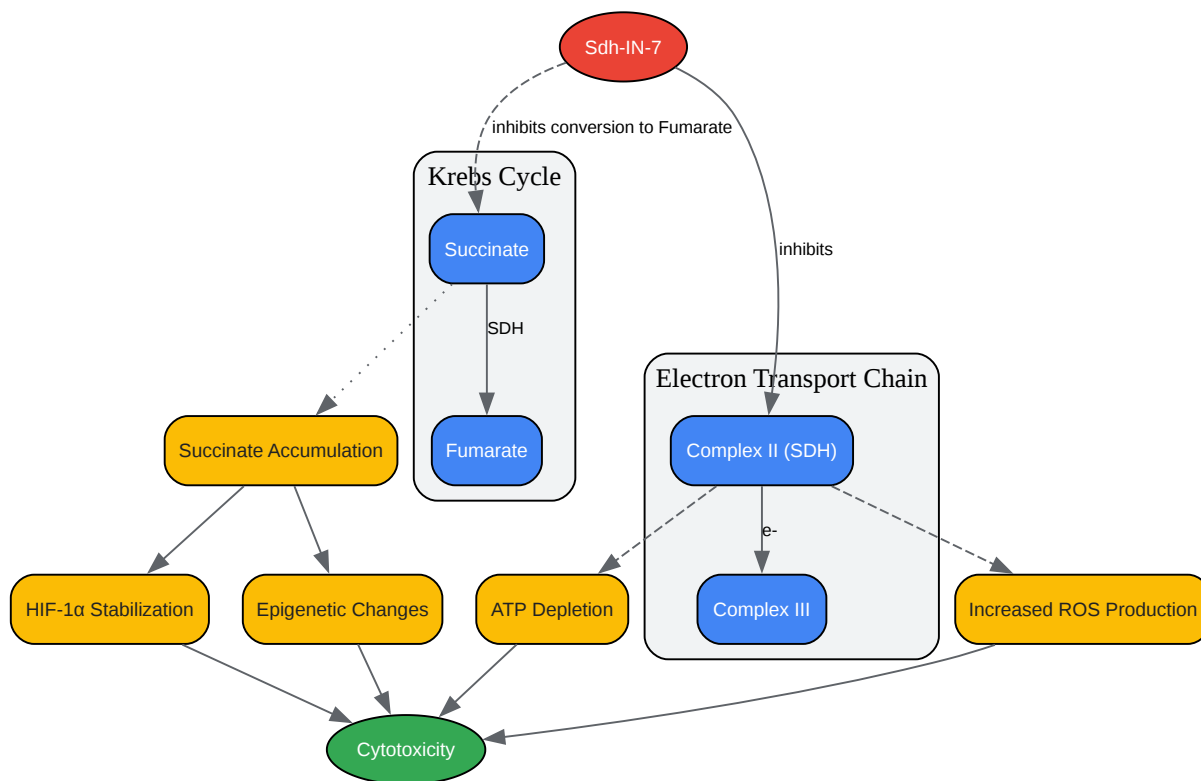 Sdh-IN-7
inhibits conversion to Fumarate
Krebs Cycle
Succinate
inhibits
SDH
Electron Transport Chain
Succinate Accumulation
Fumarate
Complex II (SDH)
e-
HIF-1α Stabilization
Epigenetic Changes
ATP Depletion
Complex III
Increased ROS Production
Cytotoxicity